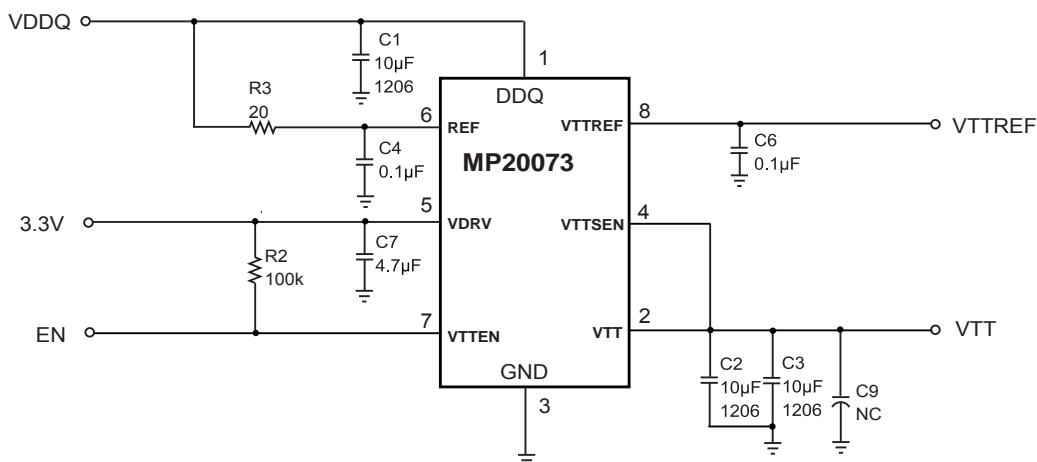 VDDQ
C1
10µF
1206
1
R3
20
DDQ
6
REF
VTTREF
8
VTTREF
C4
0.1µF
MP20073
C6
0.1µF
3.3V
5
VDRV
VTTSEN
4
C7
4.7µF
R2
100k
EN
7
VTTEN
VTT
2
VTT
GND
3
C2
10µF
1206
C3
10µF
1206
C9
NC